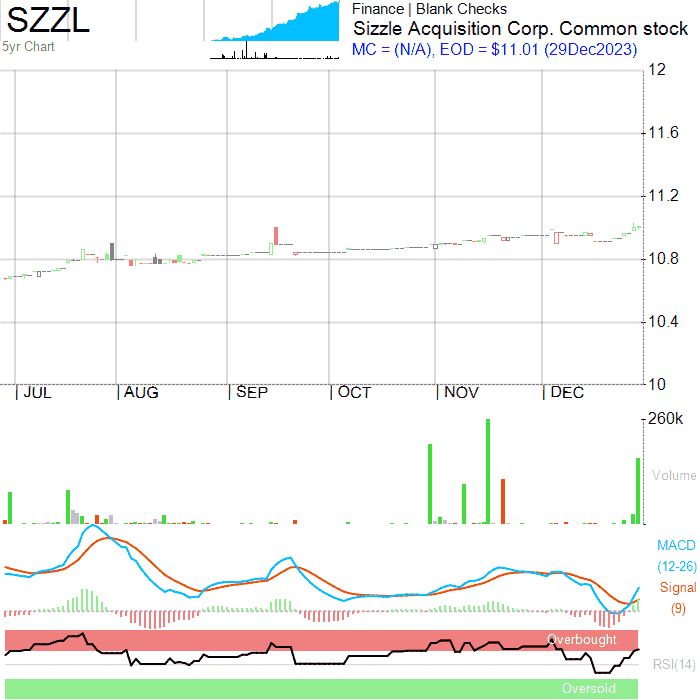 SZZL
5yr Chart
Finance | Blank Checks
Sizzle Acquisition Corp. Common stock
MC = (N/A), EOD = $11.01 (29Dec2023)
12
11.6
11.2
10.8
10.4
10
| JUL | AUG | SEP | OCT | NOV | DEC
260k
Volume
MACD
(12-26)
Signal
(9)
Overbought
RSI(14)
Oversold